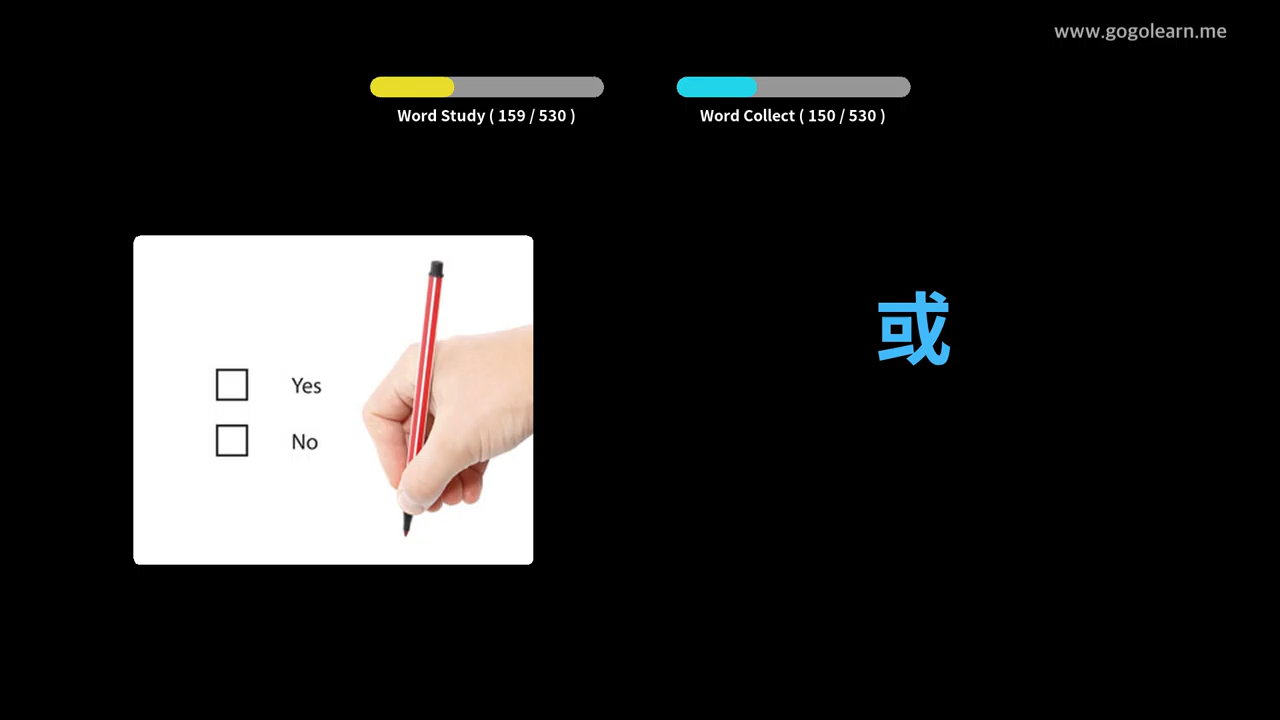 www.gogolearn.me
Word Study ( 159 / 530 )
Word Collect ( 150 / 530 )
Yes
No
或